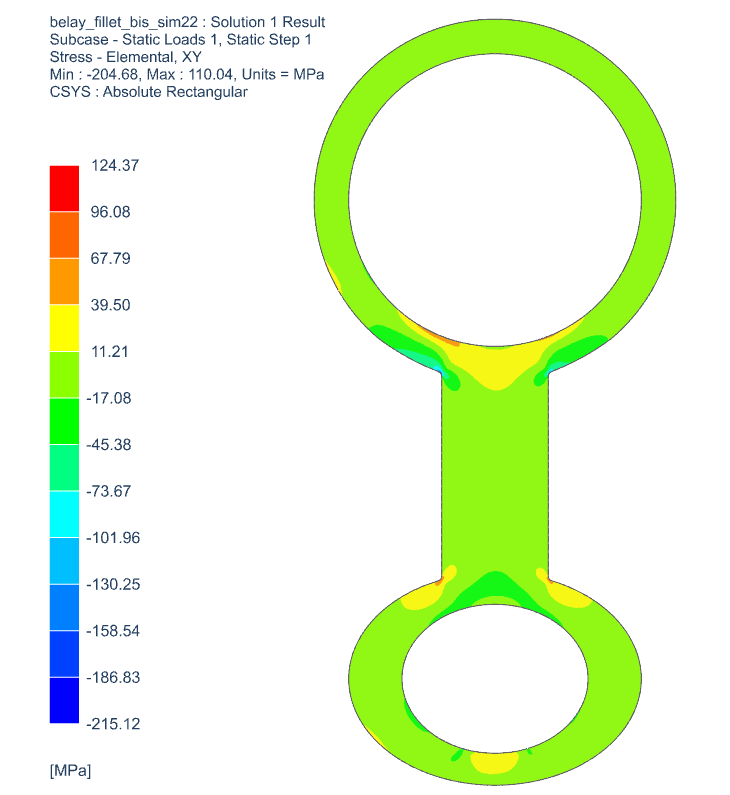 belay_fillet_bis_sim22 : Solution 1 Result
Subcase - Static Loads 1, Static Step 1
Stress - Elemental, XY
Min : -204.68, Max : 110.04, Units = MPa
CSYS : Absolute Rectangular
124.37
96.08
67.79
39.50
11.21
-17.08
-45.38
-73.67
-101.96
-130.25
-158.54
-186.83
-215.12
[MPa]